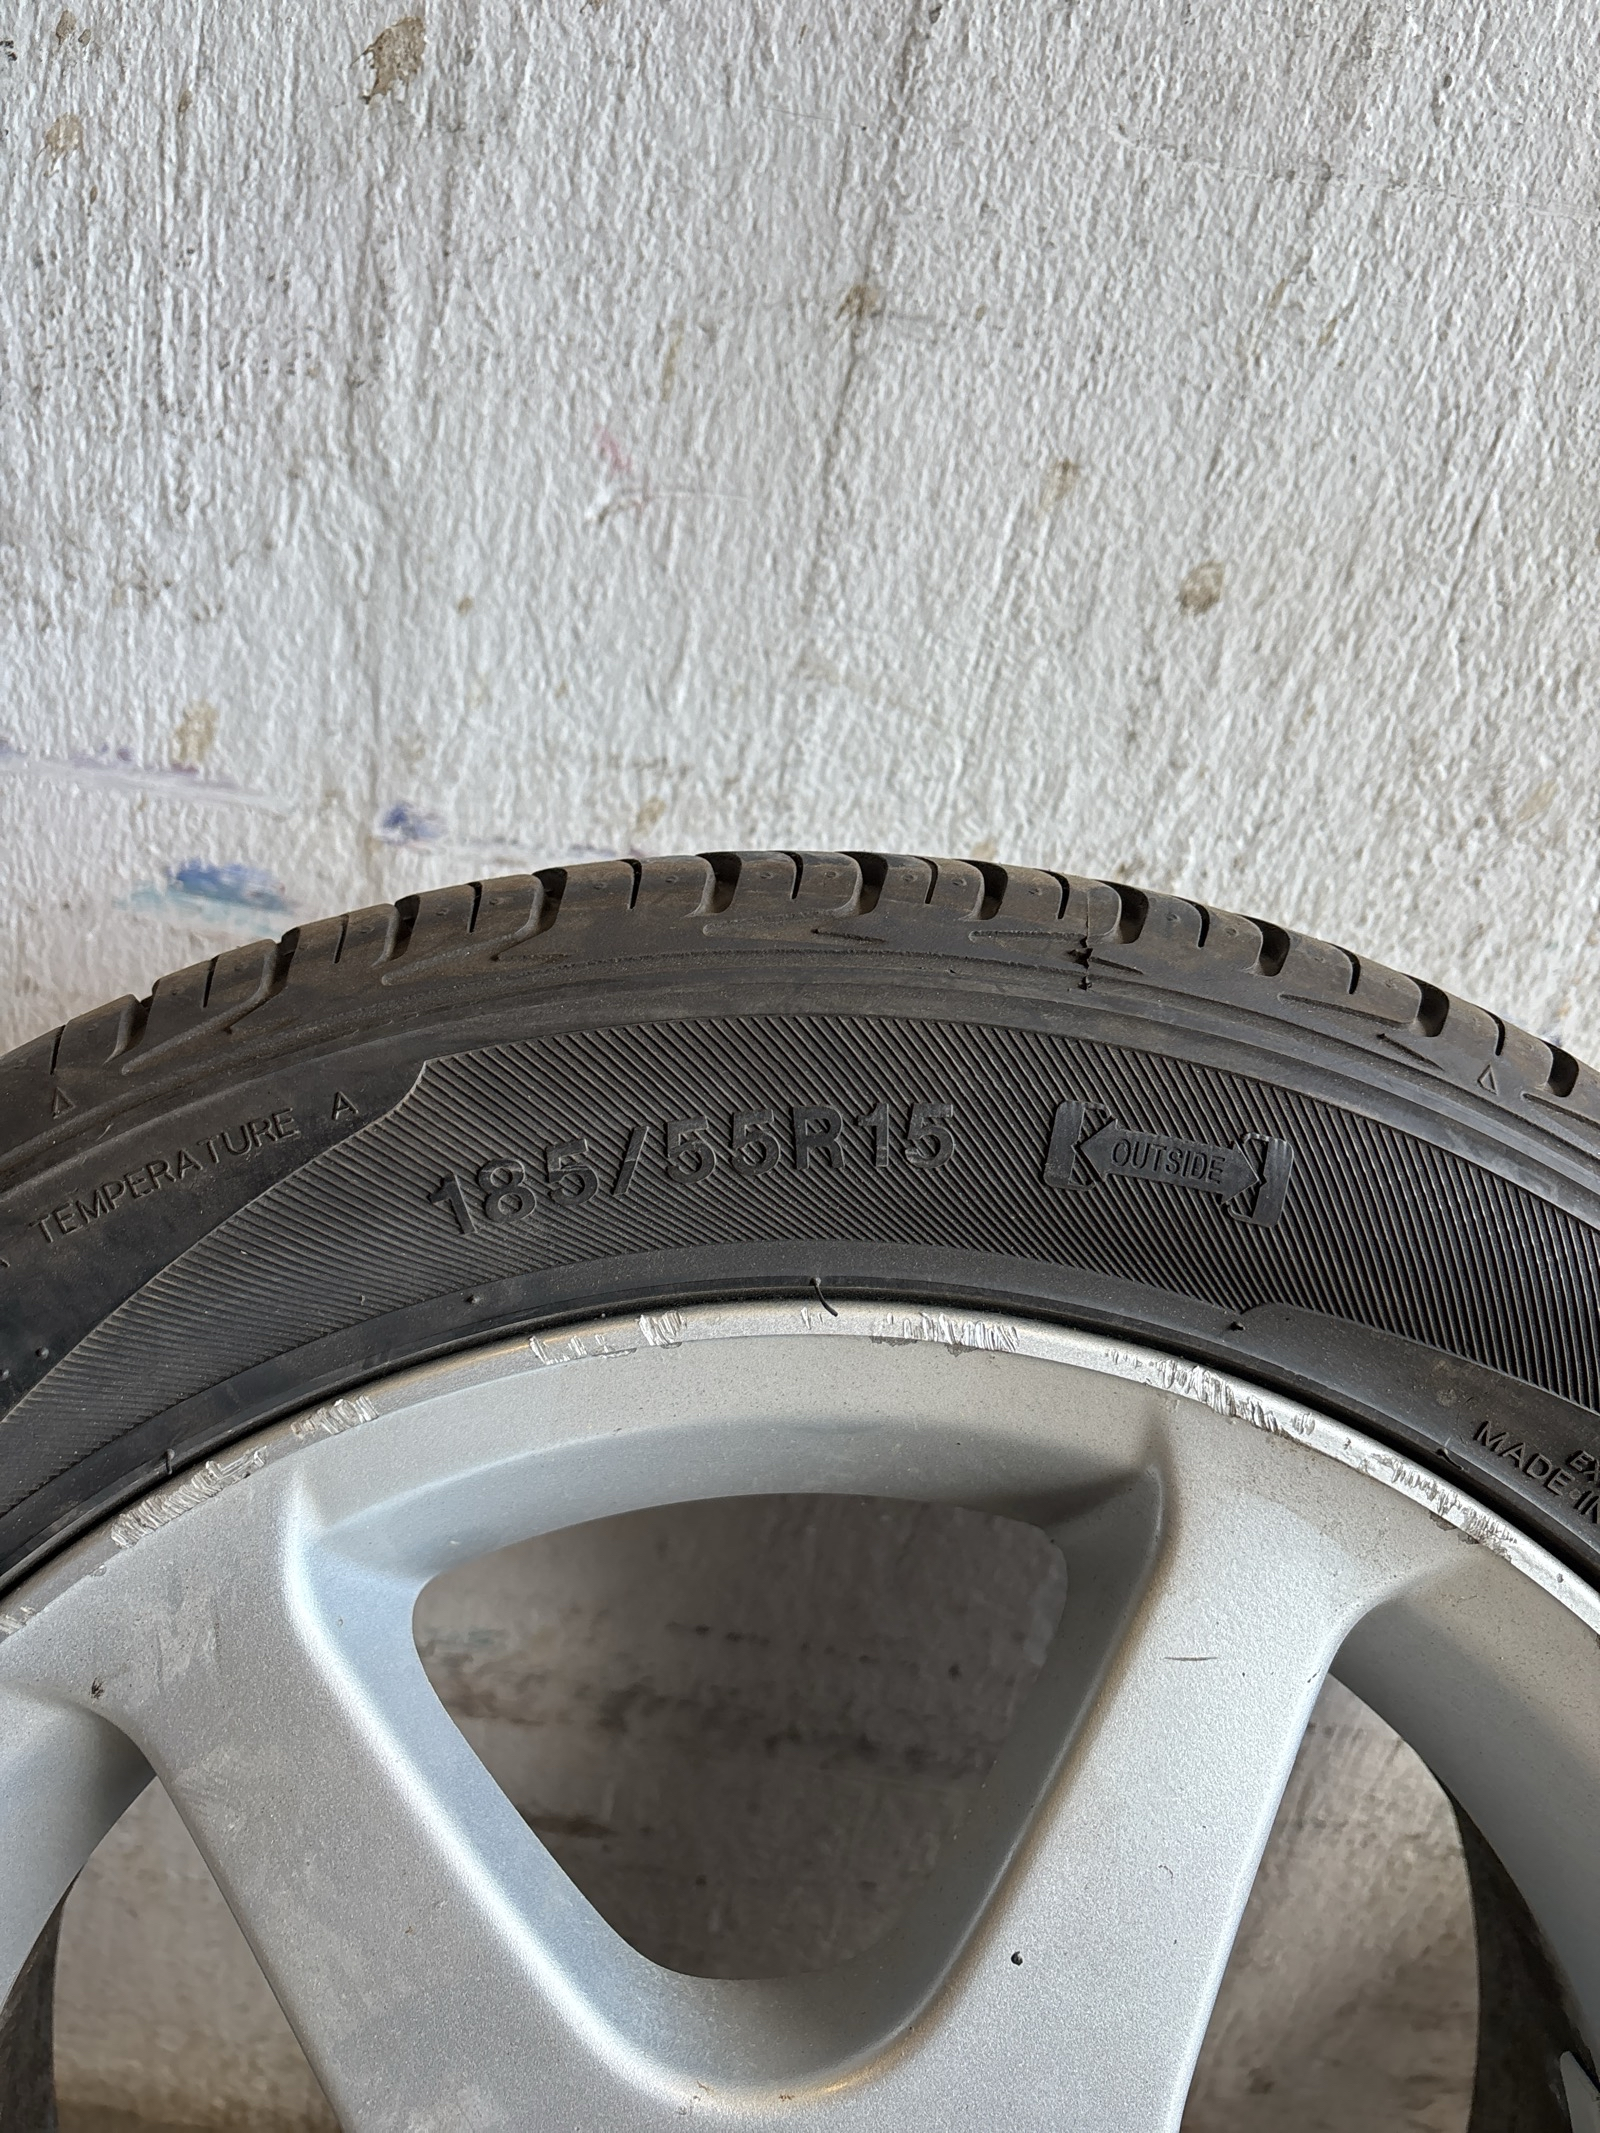 TEMPERATURE A
185/55R15
OUTSIDE
MADE IN